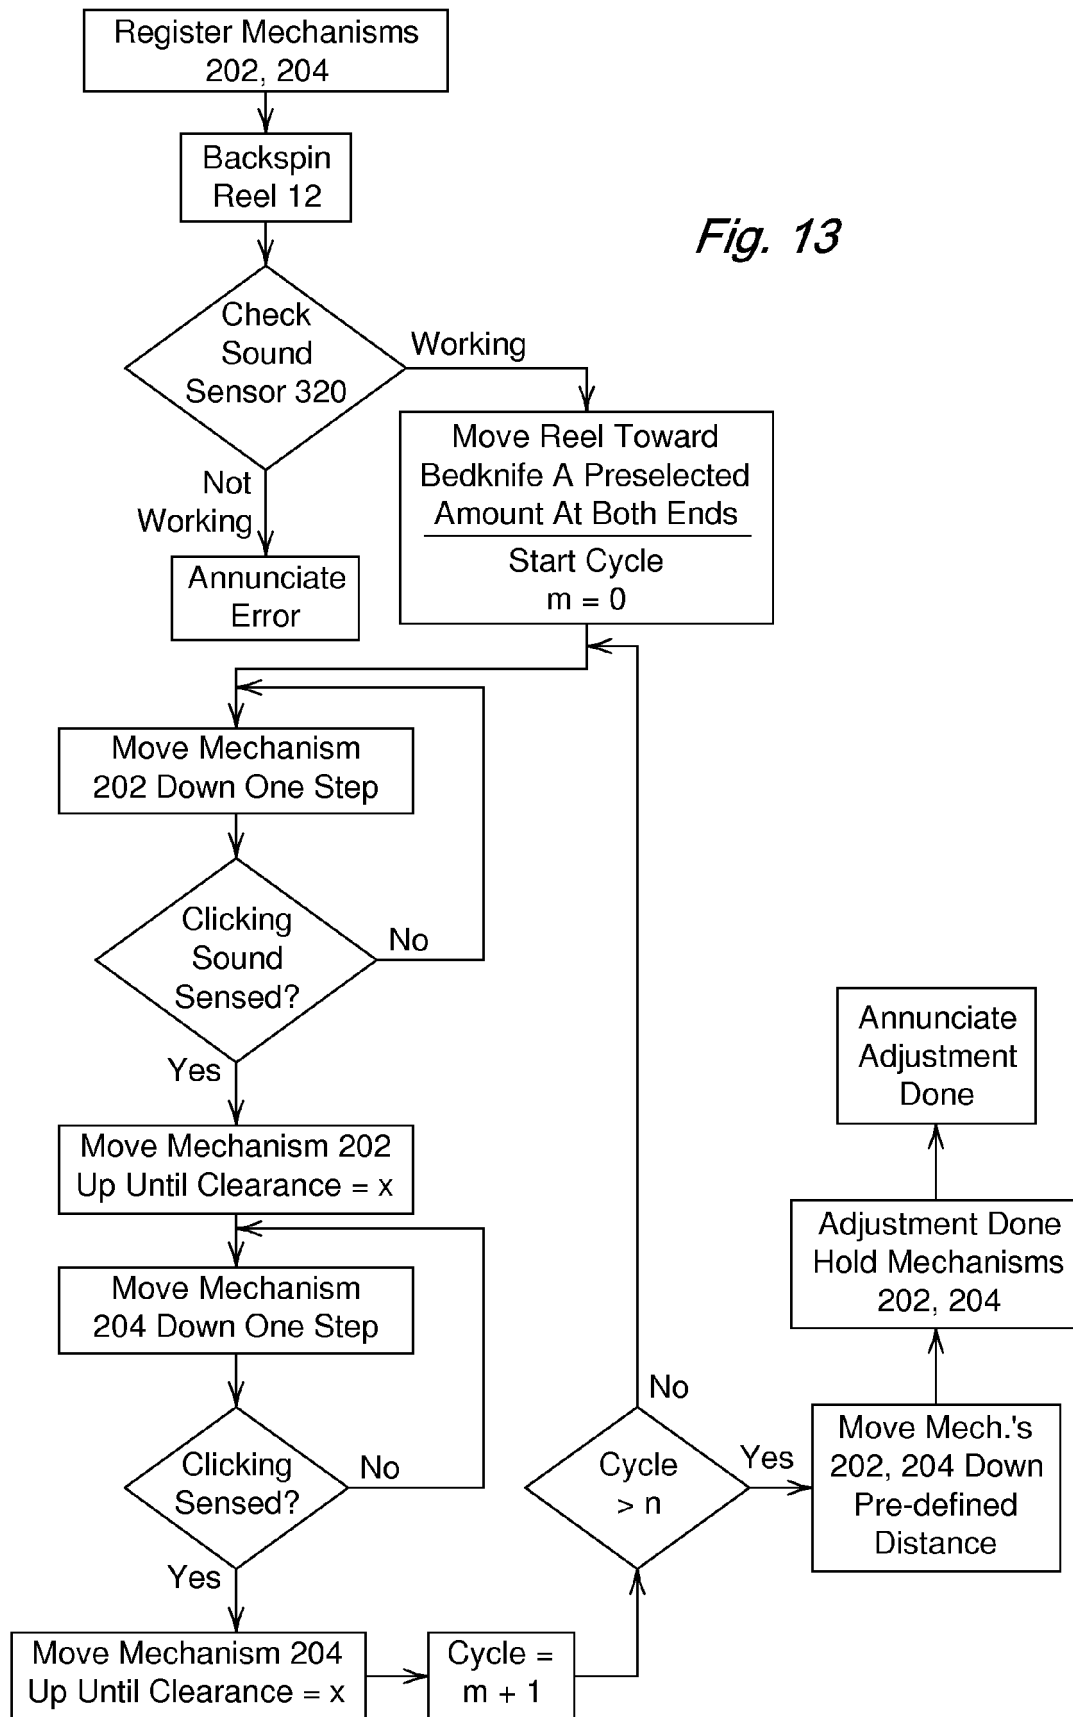 Register Mechanisms
202, 204
Backspin
Reel 12
Fig. 13
Check
Sound
Sensor 320
Working
Not
Working
Annunciate
Error
Move Reel Toward
Bedknife A Preselected
Amount At Both Ends
Start Cycle
m = 0
Move Mechanism
202 Down One Step
Clicking
Sound
Sensed?
No
Yes
Move Mechanism 202
Up Until Clearance = x
Move Mechanism
204 Down One Step
Clicking
Sensed?
No
Yes
Move Mechanism 204
Up Until Clearance = x
Cycle =
m + 1
Cycle
> n
No
Yes
Move Mech.'s
202, 204 Down
Pre-defined
Distance
Adjustment Done
Hold Mechanisms
202, 204
Annunciate
Adjustment
Done